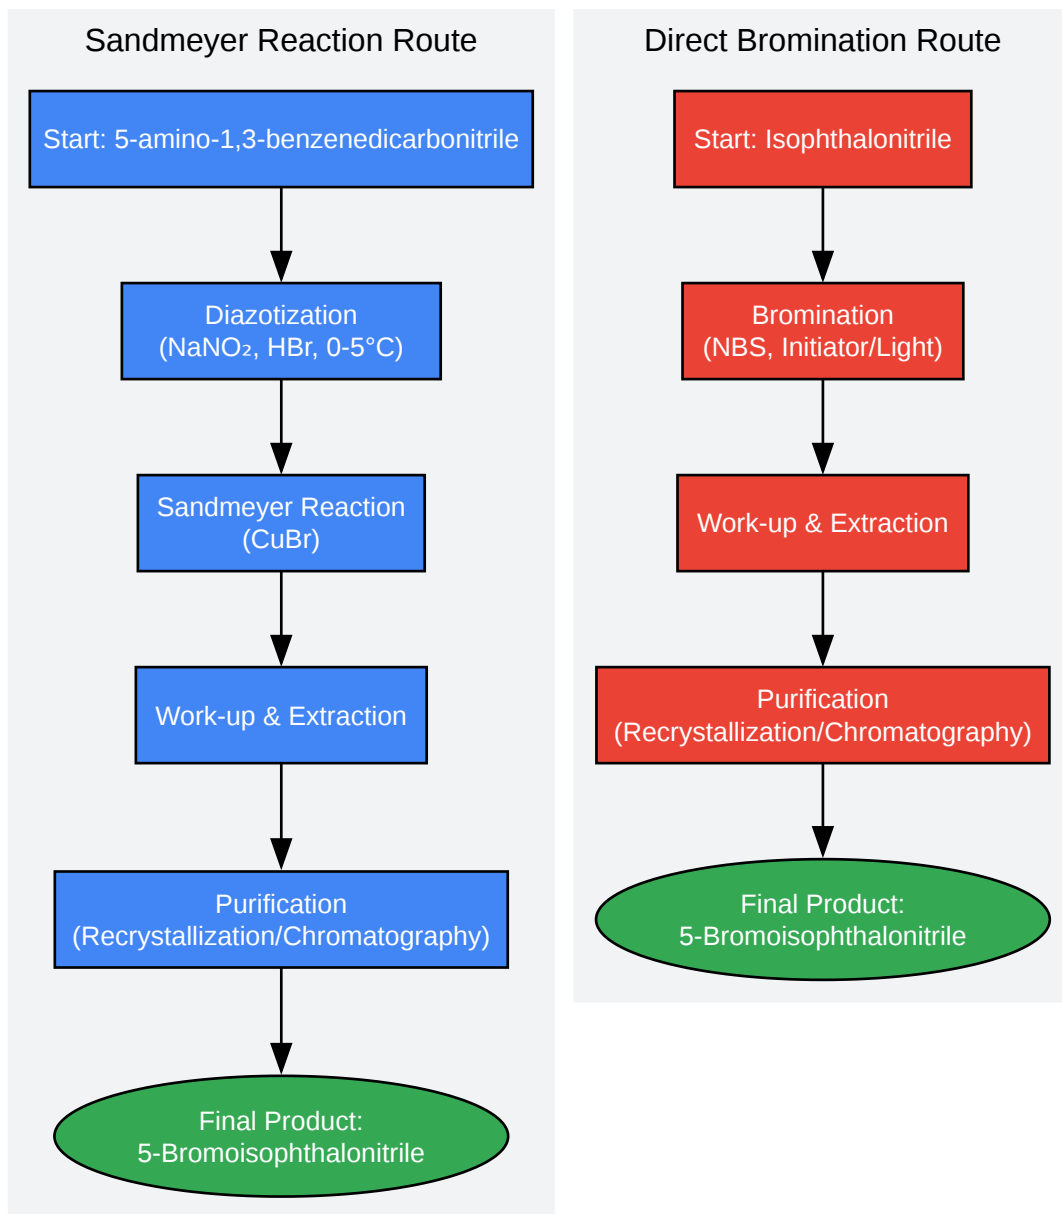 Sandmeyer Reaction Route
Start: 5-amino-1,3-benzenedicarbonitrile
Diazotization
(NaNO₂, HBr, 0-5°C)
Sandmeyer Reaction
(CuBr)
Work-up & Extraction
Purification
(Recrystallization/Chromatography)
Final Product:
5-Bromoisophthalonitrile
Direct Bromination Route
Start: Isophthalonitrile
Bromination
(NBS, Initiator/Light)
Work-up & Extraction
Purification
(Recrystallization/Chromatography)
Final Product:
5-Bromoisophthalonitrile